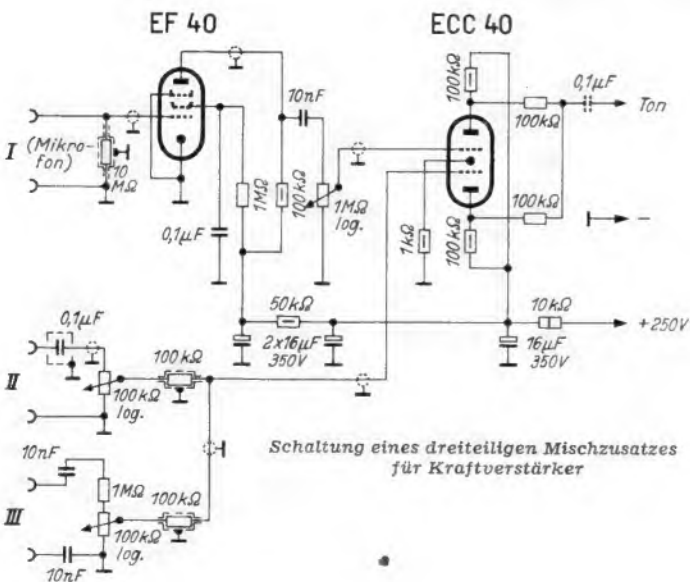 EF 40
ECC 40
100kΩ
0,1μF
Ton
10nF
100kΩ
I (Mikro-
fon)
10
MΩ
1MΩ
100kΩ
1MΩ
log.
0,1μF
1kΩ
100kΩ
100kΩ
−
50kΩ
10kΩ
+250V
2x16μF
350V
16μF
350V
0,1μF
100kΩ
II
100kΩ
log.
10nF
1MΩ
100kΩ
III
100kΩ
log.
10nF
Schaltung eines dreiteiligen Mischzusatzes
für Kraftverstärker